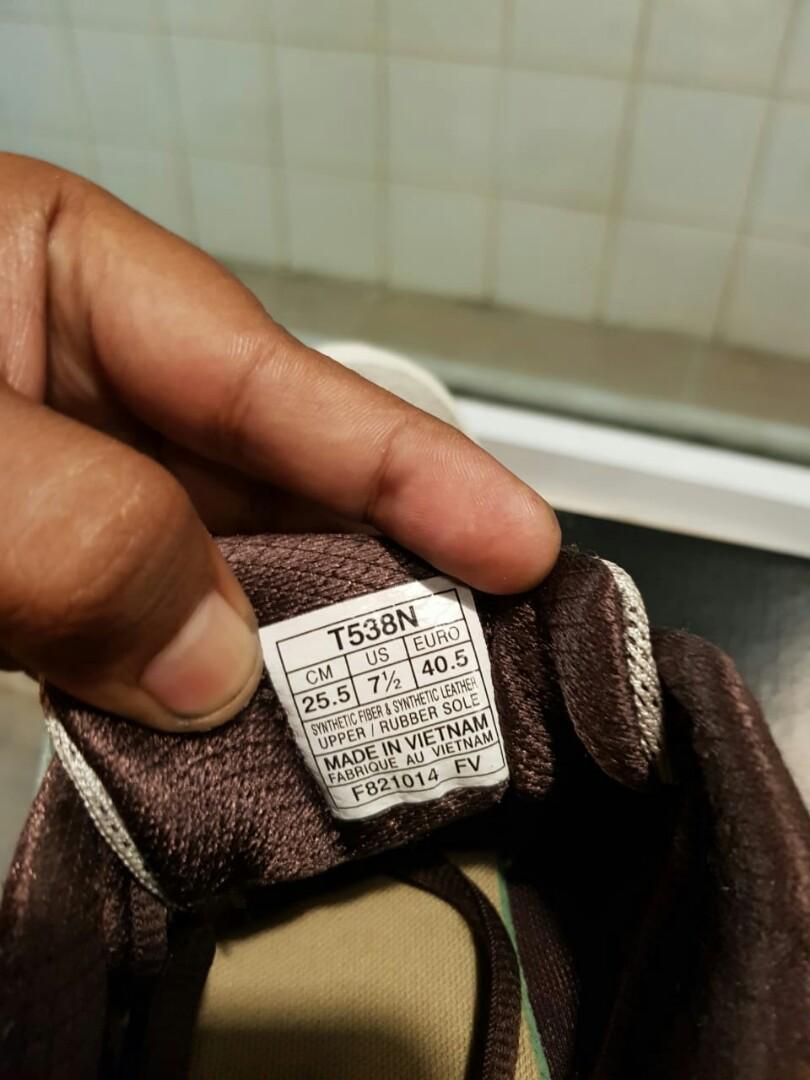 T538N
CM US EURO
25.5 7½ 40.5
SYNTHETIC FIBER & SYNTHETIC LEATHER
UPPER / RUBBER SOLE
MADE IN VIETNAM
FABRIQUE AU VIETNAM
F821014 FV